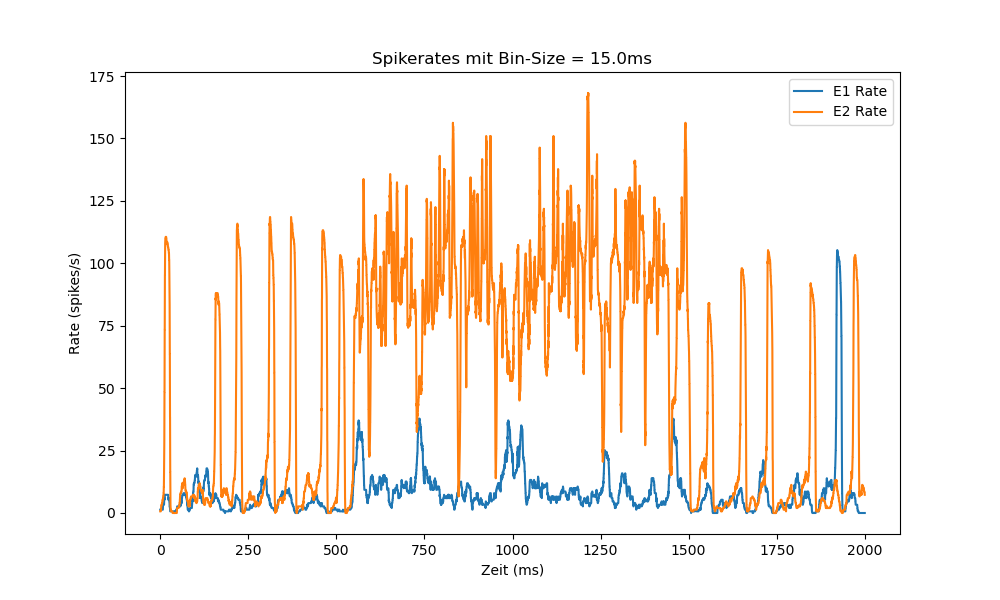 Spikerates mit Bin-Size = 15.0ms
E1 Rate
E2 Rate
175
150
125
100
75
50
25
0
Rate (spikes/s)
0 250 500 750 1000 1250 1500 1750 2000
Zeit (ms)